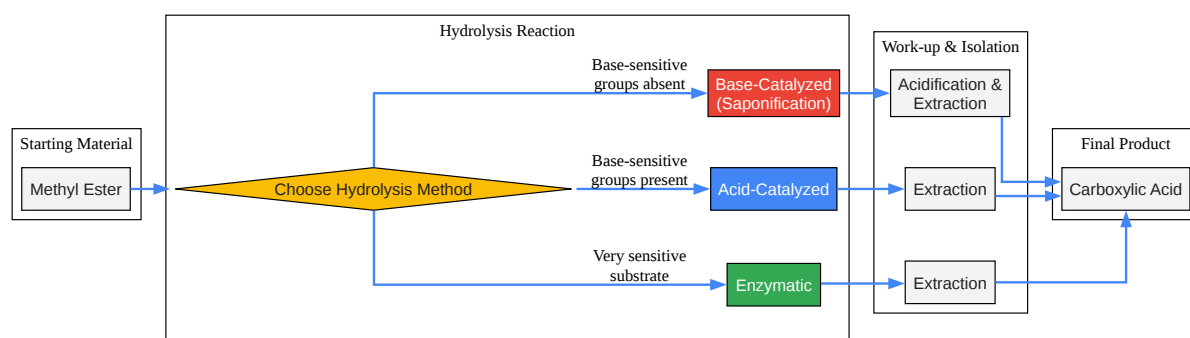 Hydrolysis Reaction
Work-up & Isolation
Base-sensitive
groups absent
Base-Catalyzed
(Saponification)
Acidification &
Extraction
Starting Material
Methyl Ester
Choose Hydrolysis Method
Base-sensitive
groups present
Acid-Catalyzed
Extraction
Final Product
Carboxylic Acid
Very sensitive
substrate
Enzymatic
Extraction